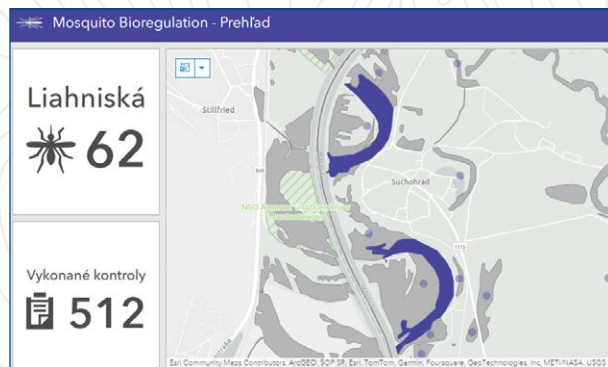 Mosquito Bioregulation - Prehľad
Liahniská
62
Vykonané kontroly
512
Stillfried
Suchohrad
1113
Esri Community Maps Contributors, ArcGEO, SOP SR, Esri, TomTom, Garmin, Foursquare, GeoTechnologies, Inc, METI/NASA, USGS